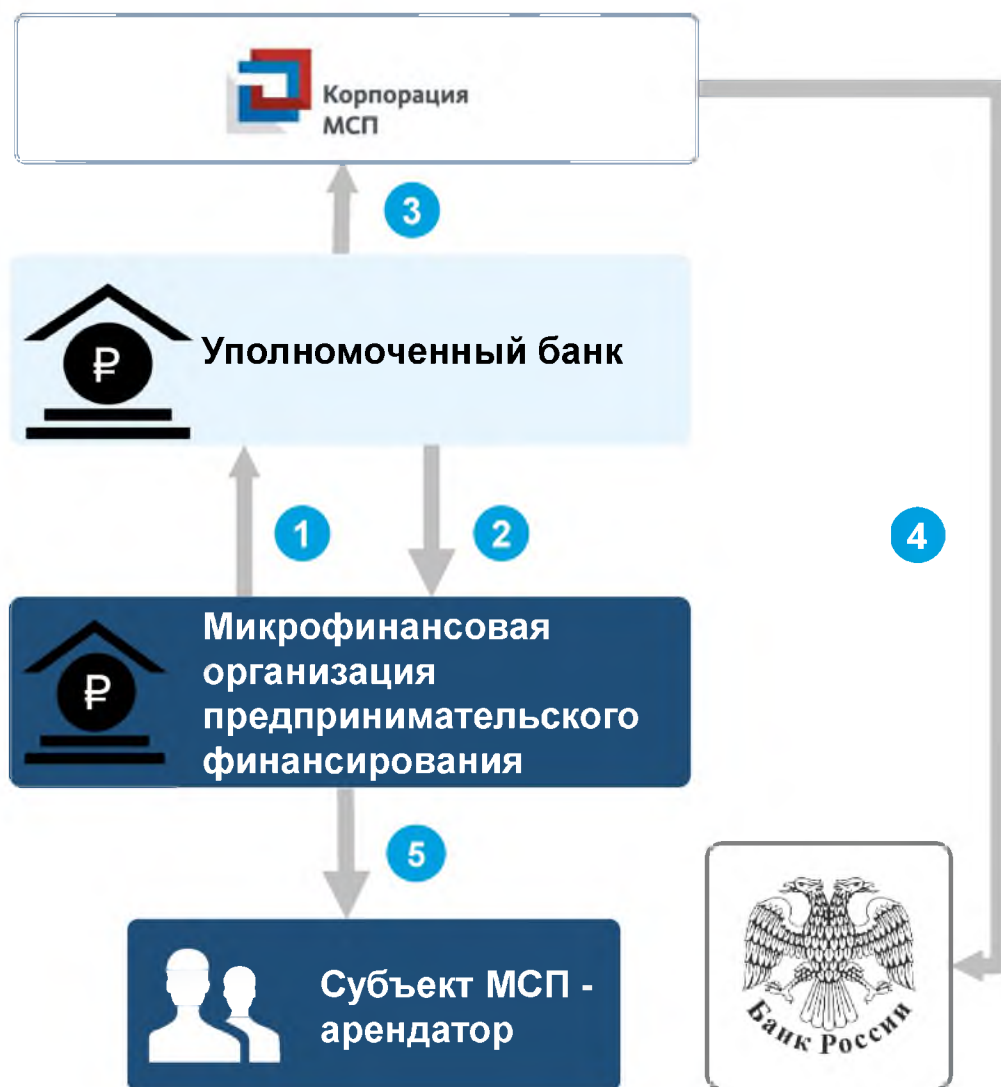 Корпорация
МСП
3
Уполномоченный банк
₽
1
2
4
Микрофинансовая
организация
предпринимательского
финансирования
₽
5
Субъект МСП -
арендатор
Банк России